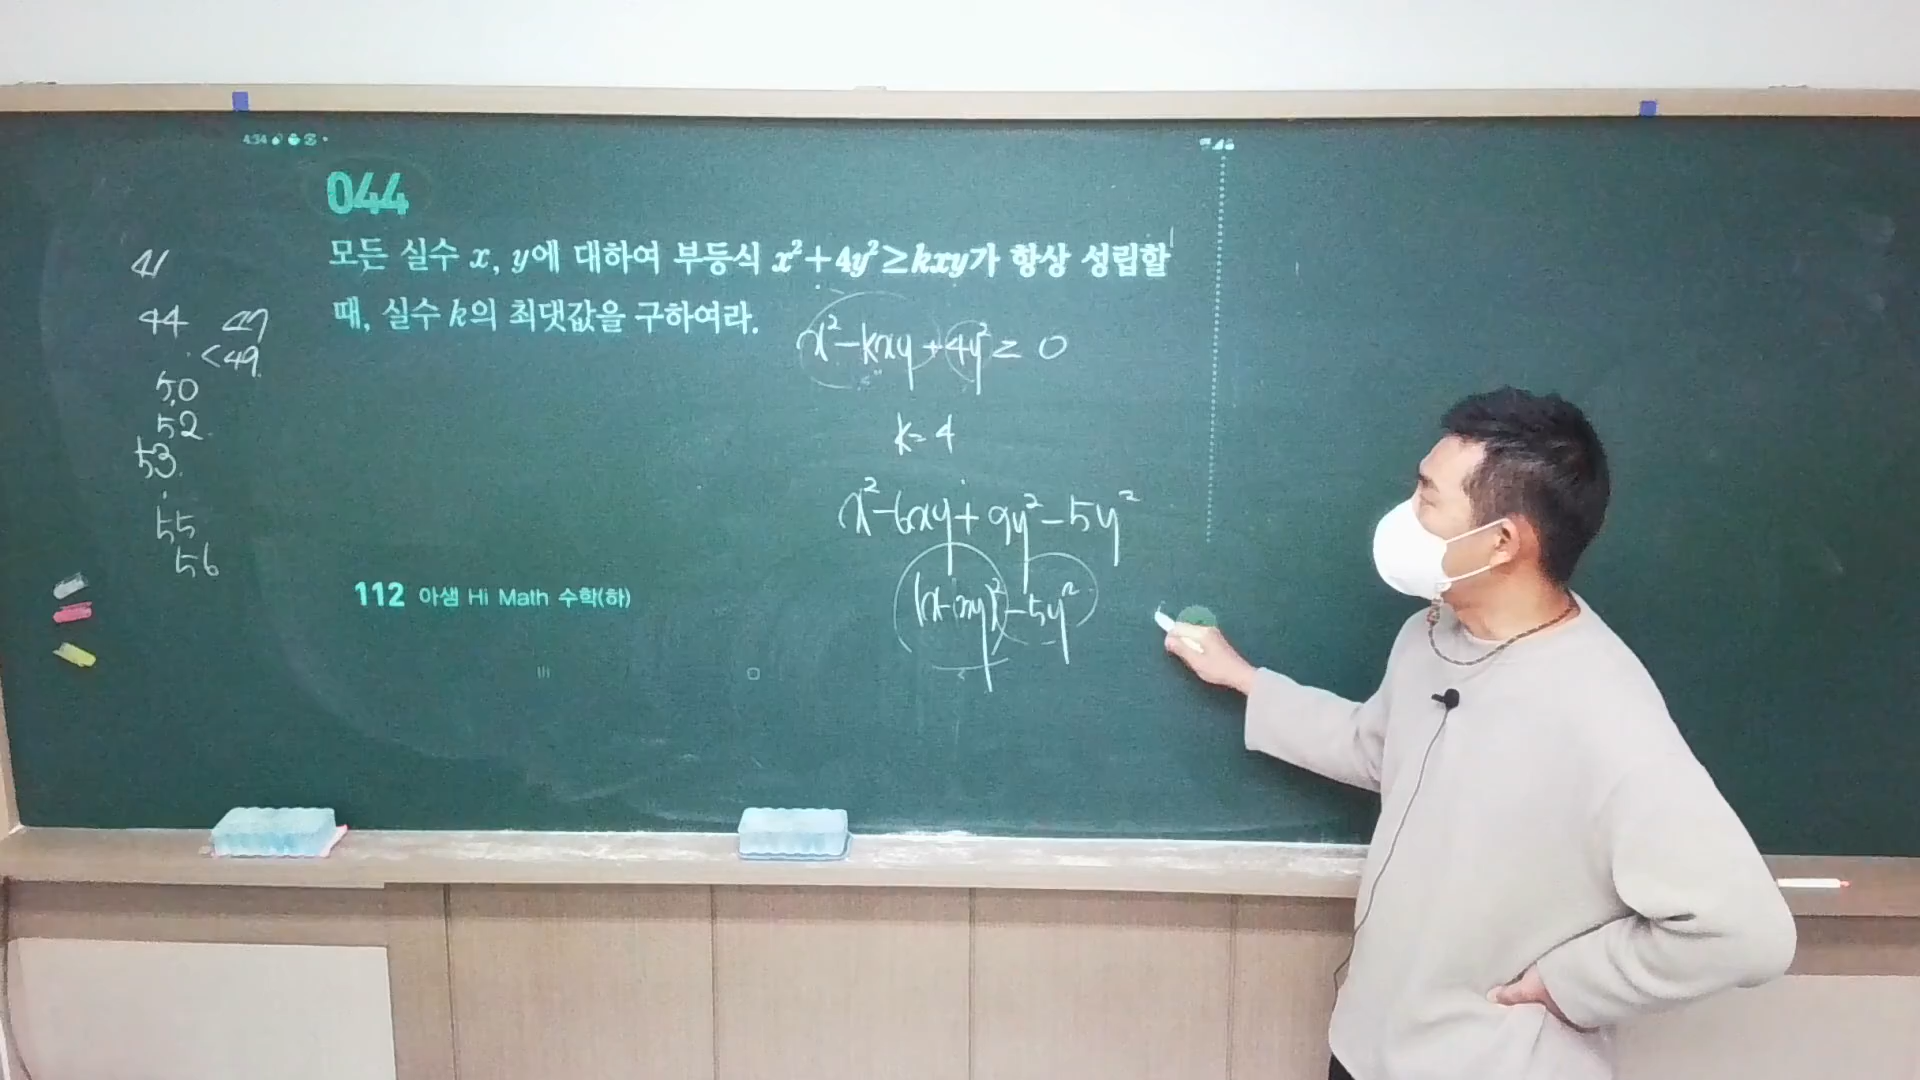 044
모든 실수 x, y에 대하여 부등식 x²+4y²≥kxy가 항상 성립할
때, 실수 k의 최댓값을 구하여라.
x²-kxy+4y²≥0
k=4
x²-6xy+9y²-5y²
-5y²
41
44 47
<49
50
52
53
55
56
112 아샘 Hi Math 수학(하)